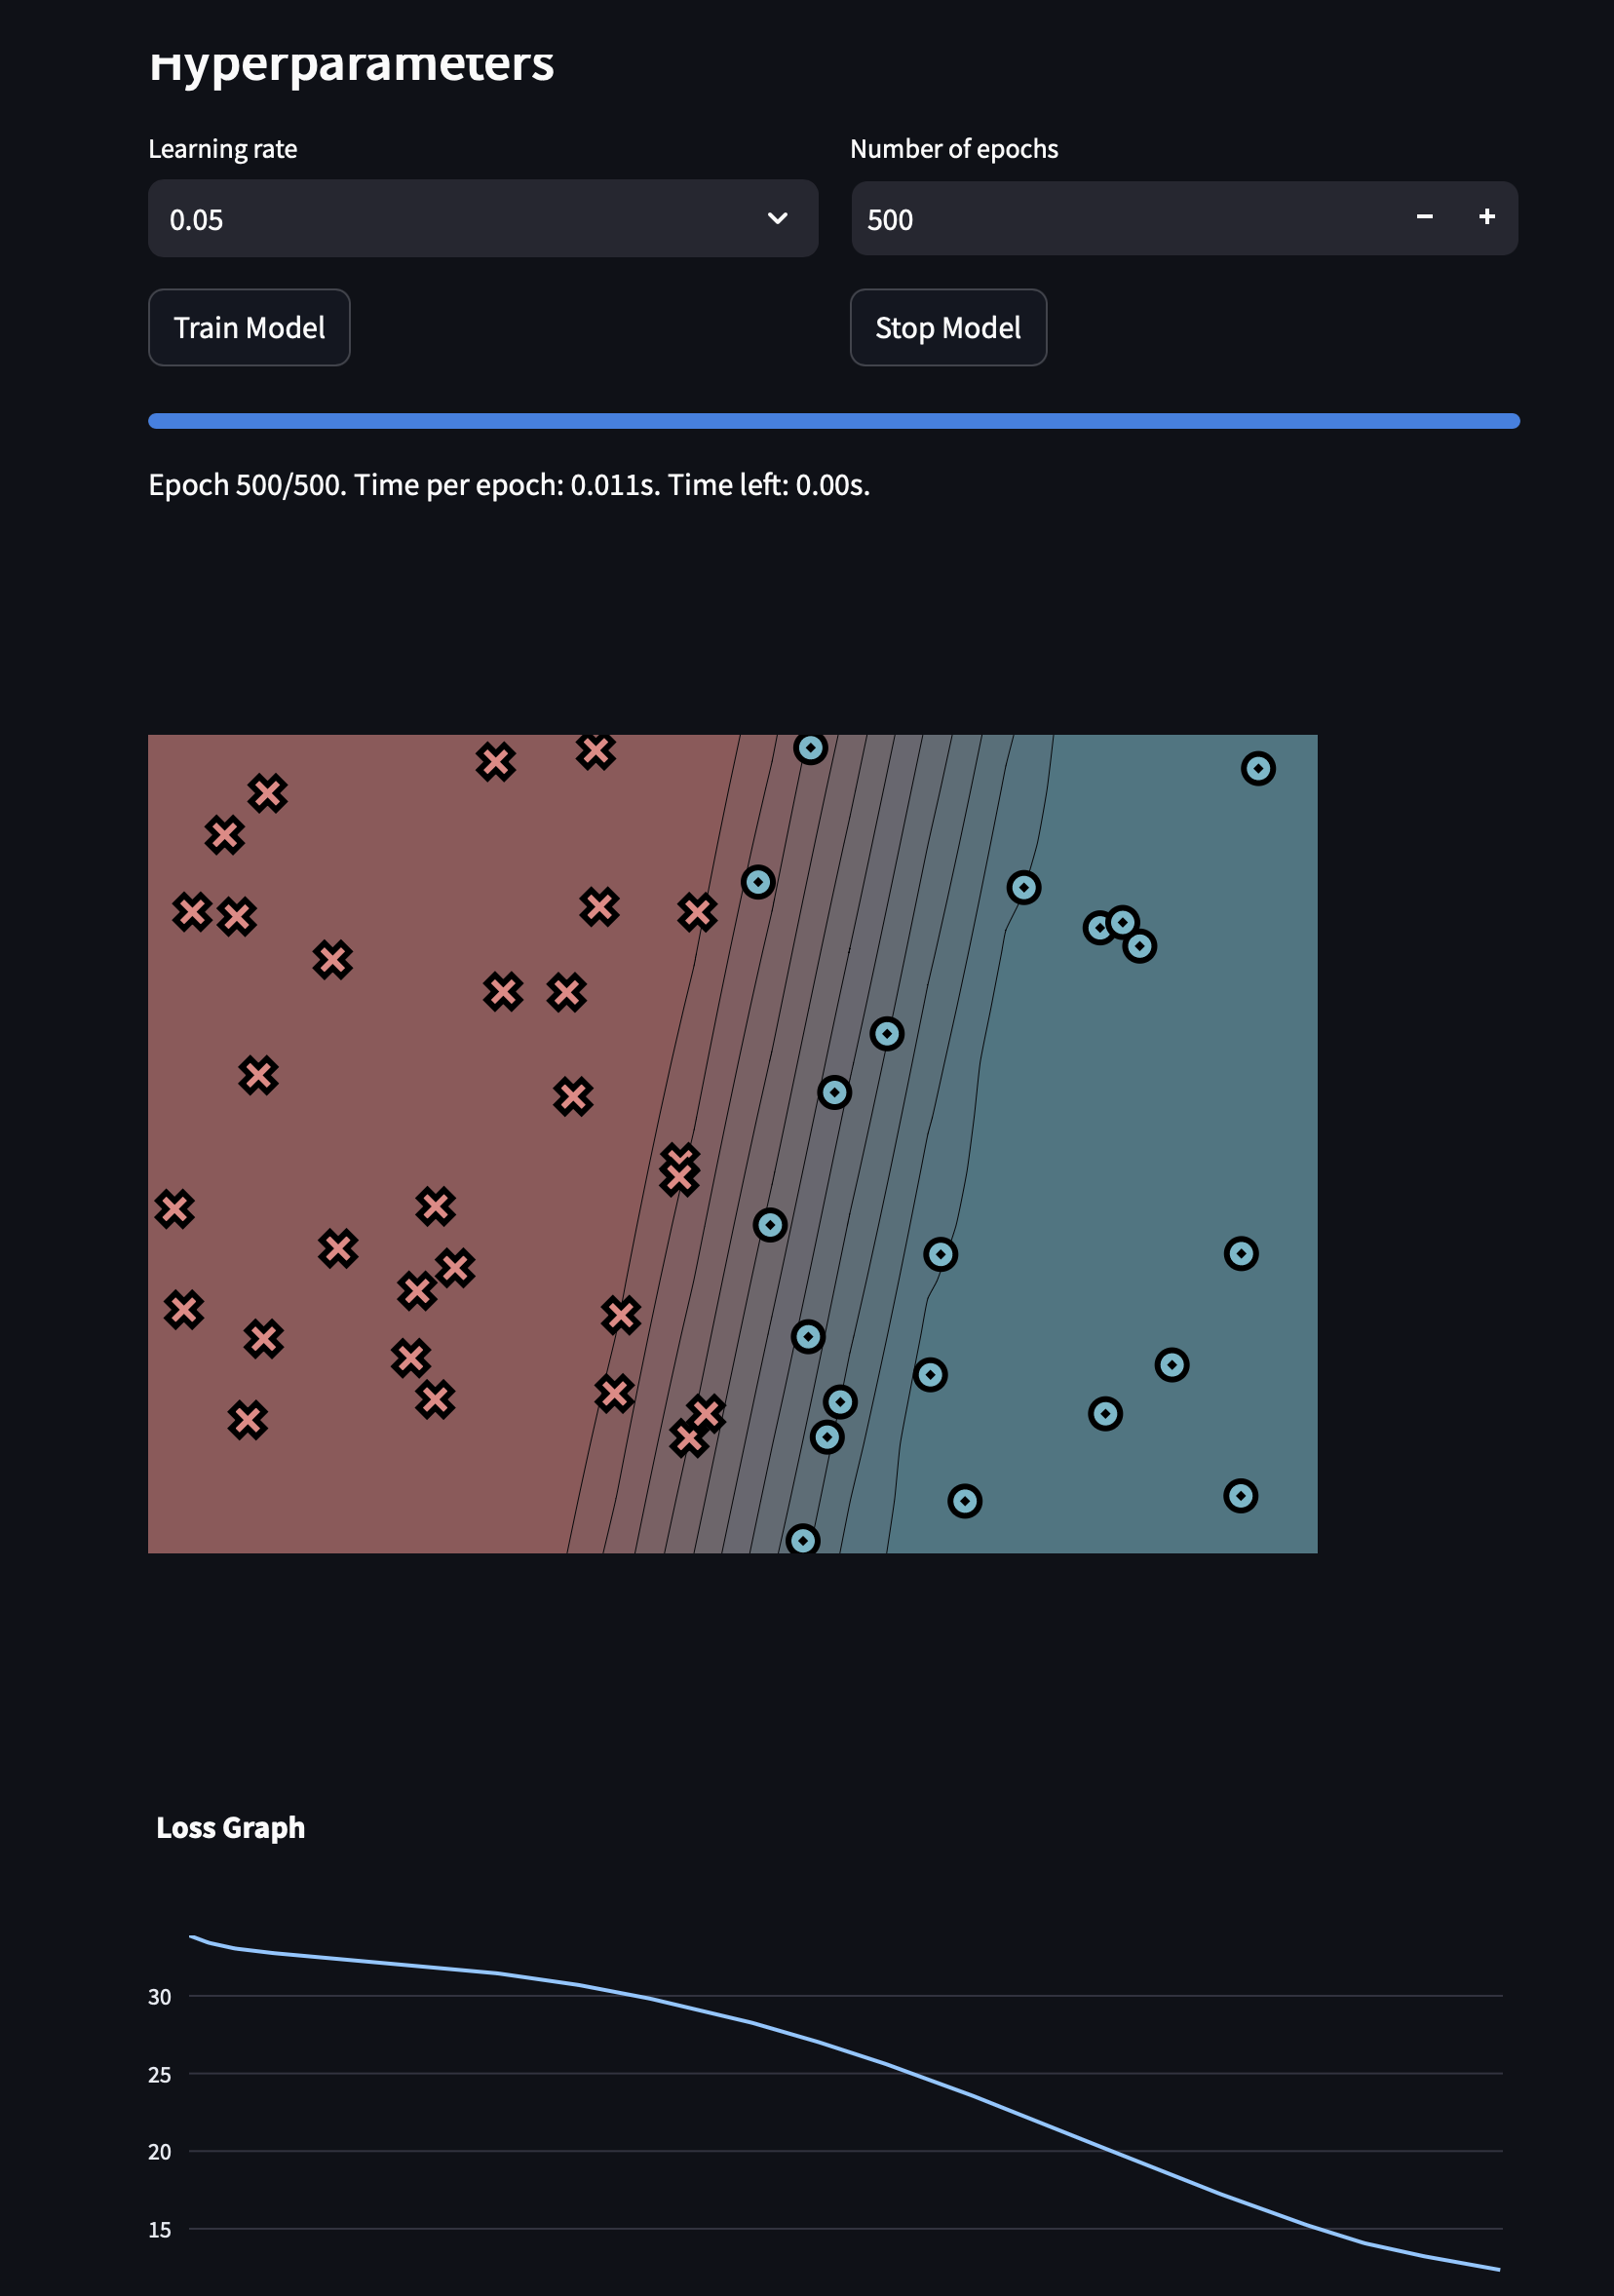 Hyperparameters
Learning rate
Number of epochs
0.05
500
Train Model
Stop Model
Epoch 500/500. Time per epoch: 0.011s. Time left: 0.00s.
Loss Graph
30
25
20
15